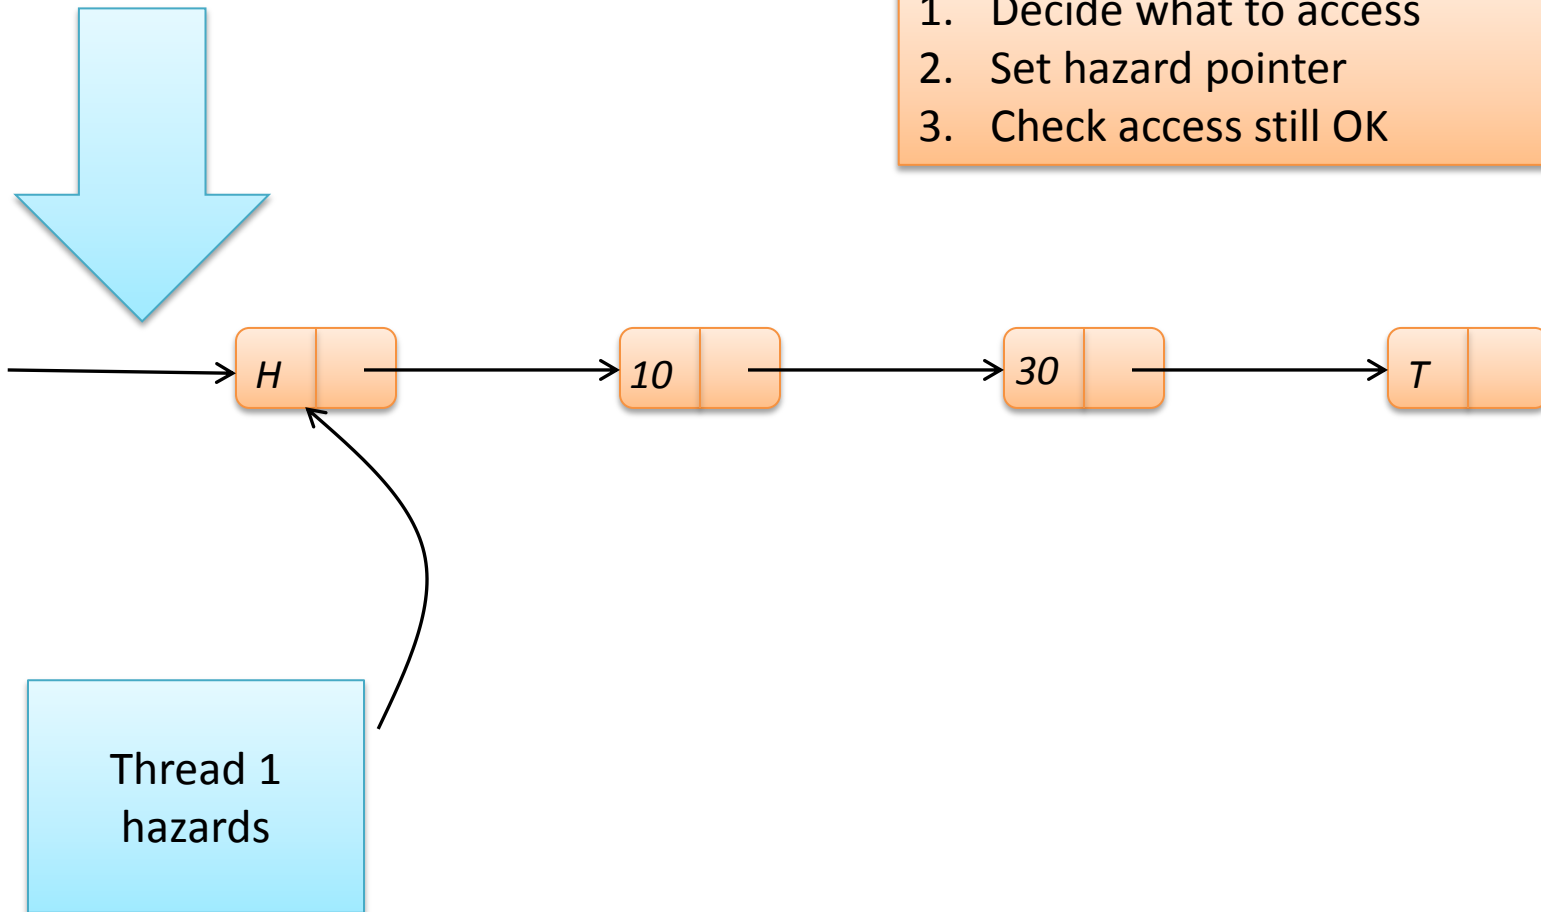 1. Decide what to access
2. Set hazard pointer
3. Check access still OK
H
10
30
T
Thread 1
hazards